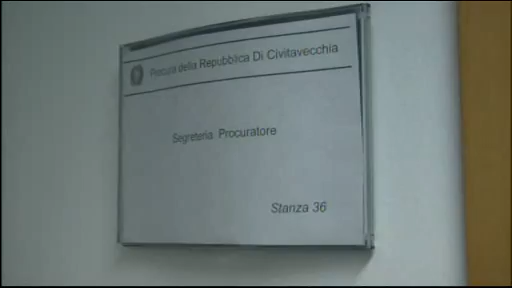 Procura della Repubblica Di Civitavecchia
Segreteria Procuratore
Stanza 36